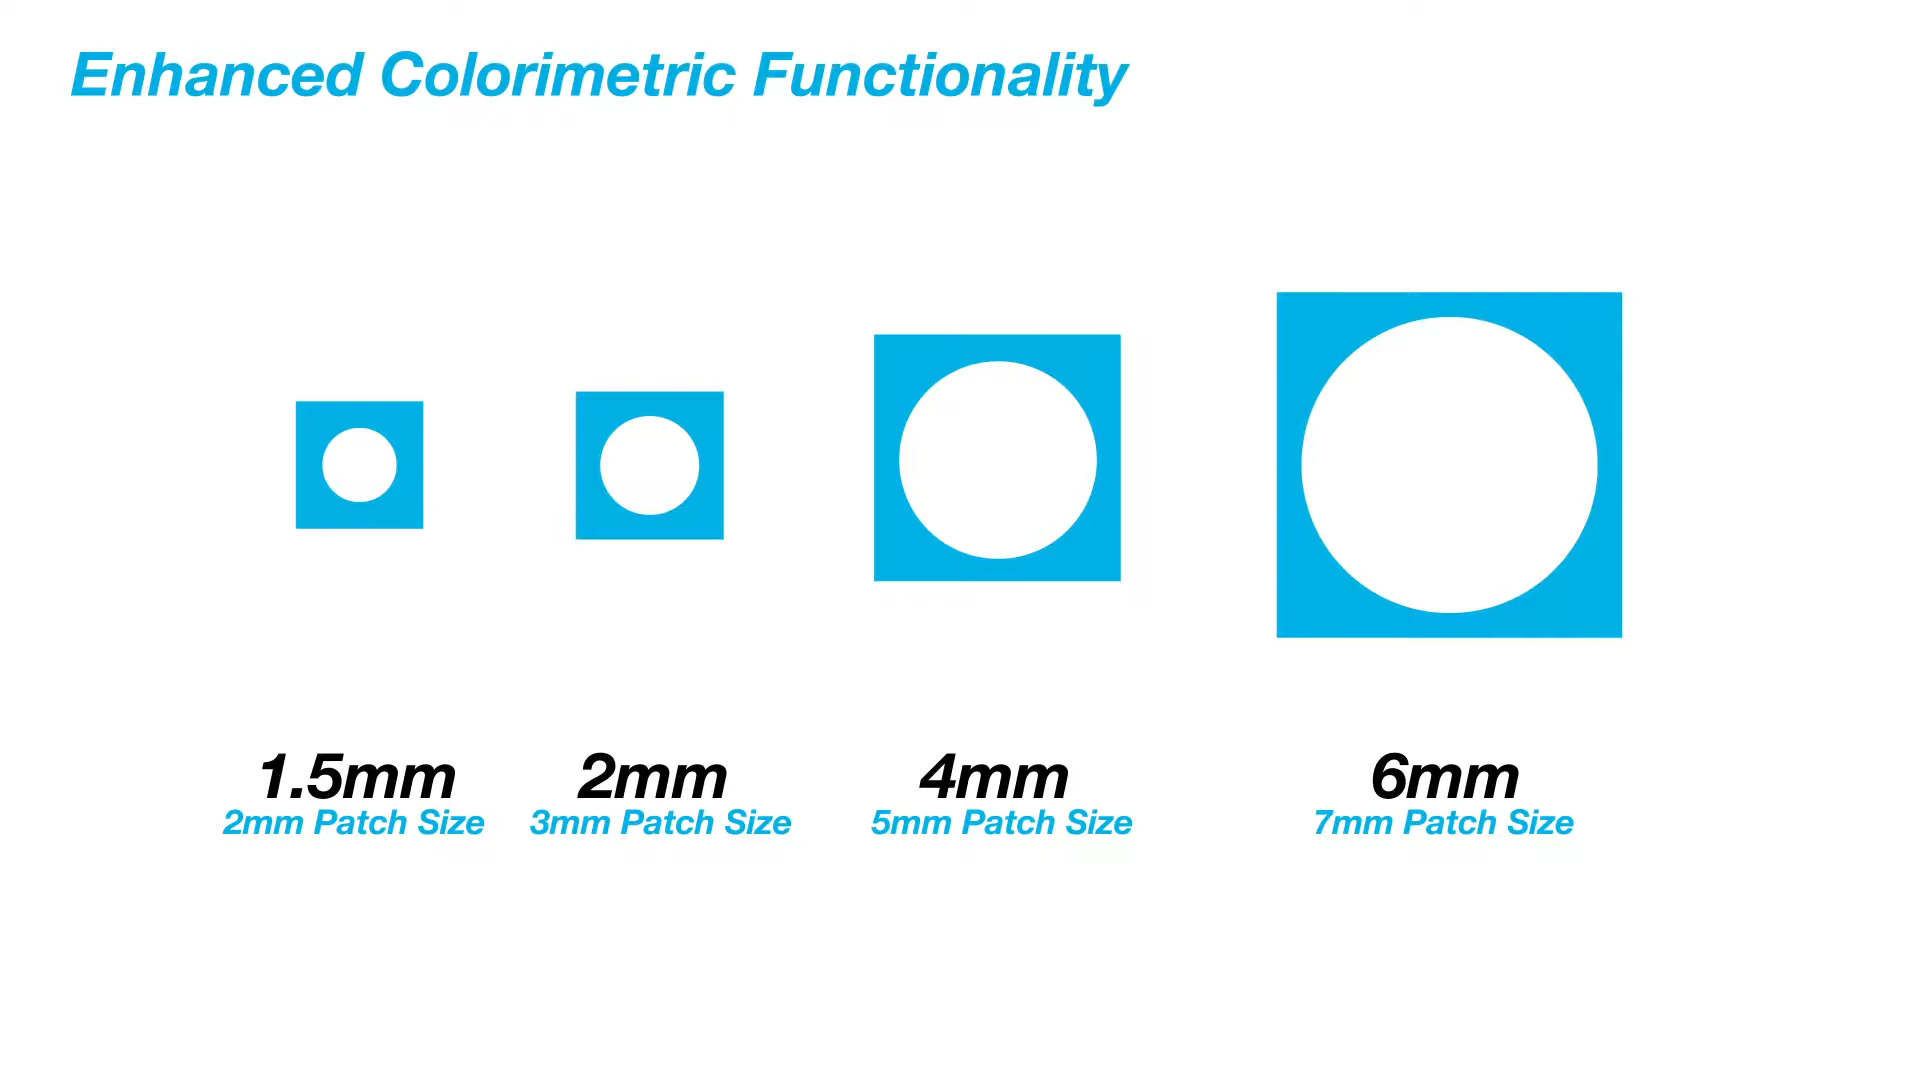 Enhanced Colorimetric Functionality
1.5mm
2mm Patch Size
2mm
3mm Patch Size
4mm
5mm Patch Size
6mm
7mm Patch Size